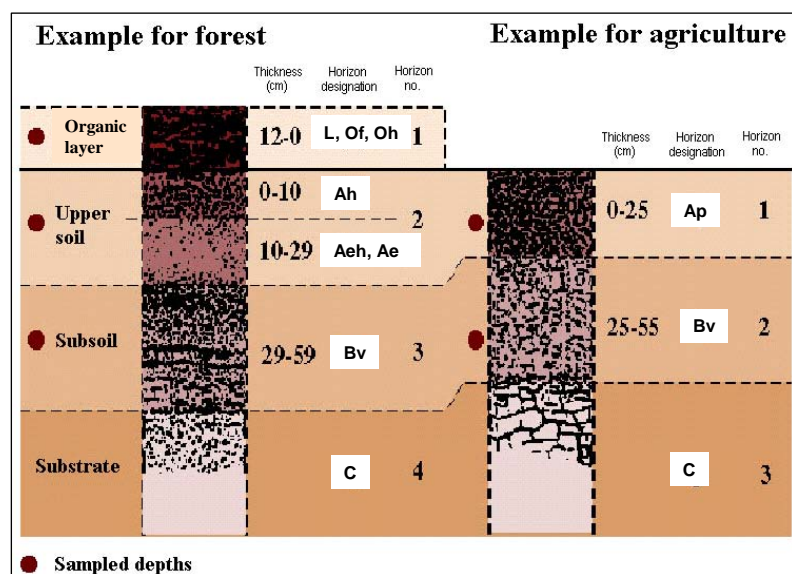 Example for forest
Example for agriculture
Thickness (cm)
Horizon designation
Horizon no.
Organic layer
12-0
L, Of, Oh
1
Thickness (cm)
Horizon designation
Horizon no.
0-10
Ah
Upper soil
2
10-29
Aeh, Ae
0-25
Ap
1
Subsoil
29-59
Bv
3
25-55
Bv
2
Substrate
C
4
C
3
Sampled depths